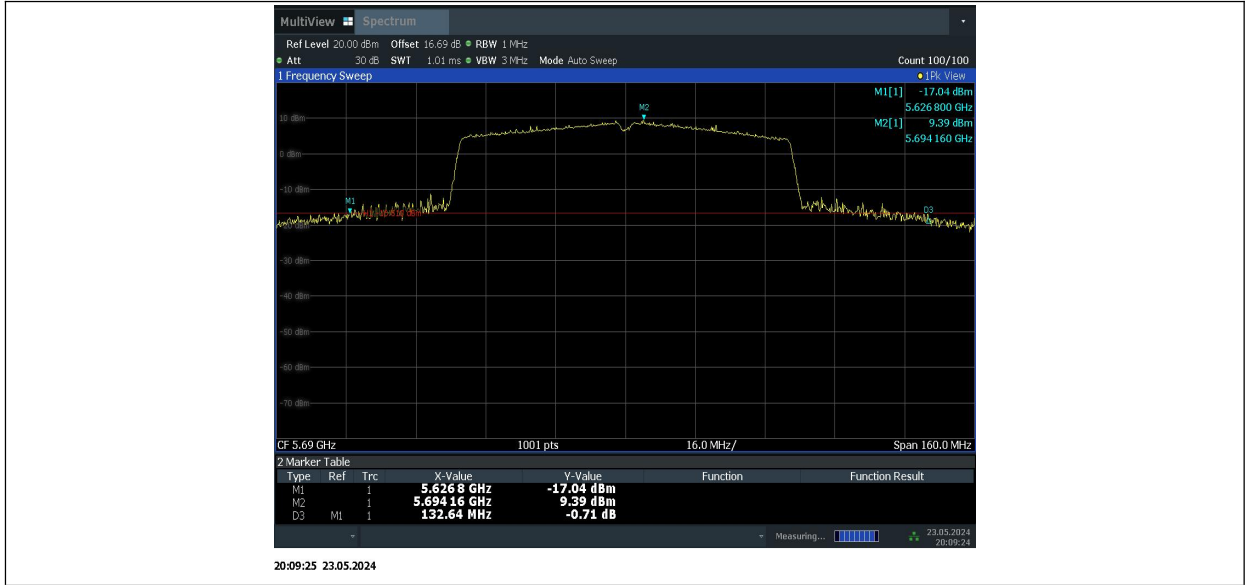 MultiView Spectrum
Ref Level 20.00 dBm Offset 16.69 dB RBW 1 MHz
Att 30 dB SWT 1.01 ms VBW 3 MHz Mode Auto Sweep Count 100/100
1 Frequency Sweep 1Pk View
M1[1] -17.04 dBm
5.626 800 GHz
M2[1] 9.39 dBm
5.694 160 GHz
M2
10 dBm
0 dBm
-10 dBm
M1
D3
-20 dBm
-30 dBm
-40 dBm
-50 dBm
-60 dBm
-70 dBm
CF 5.69 GHz 1001 pts 16.0 MHz/ Span 160.0 MHz
2 Marker Table
Type Ref Trc X-Value Y-Value Function Function Result
M1 1 5.626 8 GHz -17.04 dBm
M2 1 5.694 16 GHz 9.39 dBm
D3 M1 1 132.64 MHz -0.71 dB
Measuring... 23.05.2024
20:09:24
20:09:25 23.05.2024